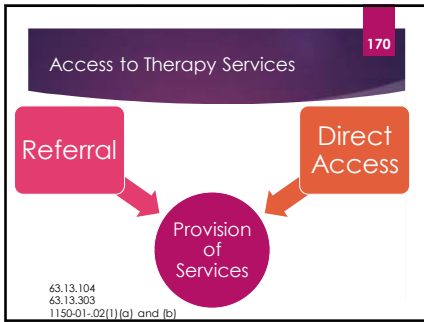 170
Access to Therapy Services
Referral
Direct
Access
Provision
of
Services
63.13.104
63.13.303
1150-01-.02(1)(a) and (b)